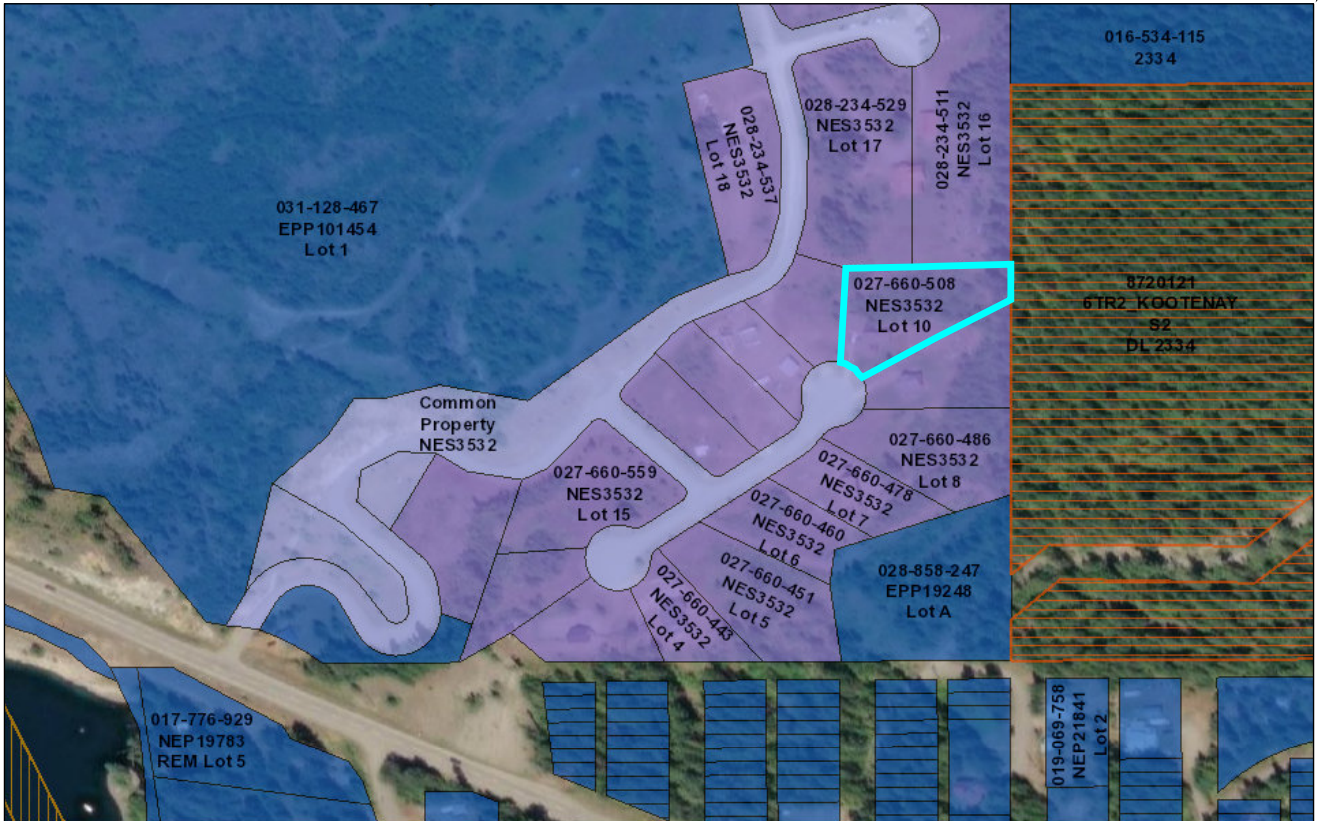 016-534-115
2334
028-234-529
NES3532
Lot 17
028-234-511
NES3532
Lot 16
028-234-537
NES3532
Lot 18
031-128-467
EPP101454
Lot 1
027-660-508
NES3532
Lot 10
8720121
6TR2_KOOTENAY
S2
DL 2334
Common
Property
NES3532
027-660-486
NES3532
Lot 8
027-660-559
NES3532
Lot 15
027-660-478
NES3532
Lot 7
027-660-460
NES3532
Lot 6
027-660-451
NES3532
Lot 5
027-660-443
NES3532
Lot 4
028-858-247
EPP19248
Lot A
017-776-929
NEP19783
REM Lot 5
019-069-758
NEP21841
Lot 2